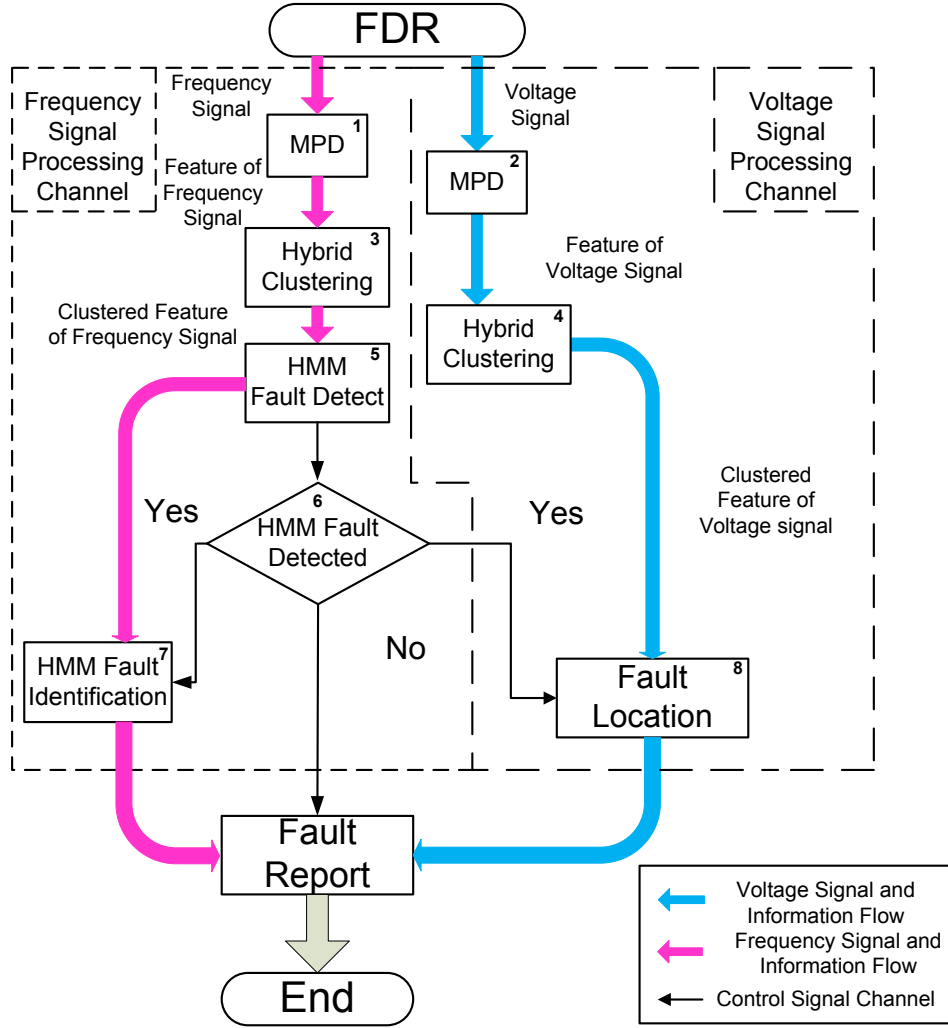 FDR
Frequency
Signal
Processing
Channel
Frequency
Signal
Voltage
Signal
Voltage
Signal
Processing
Channel
1
MPD
2
MPD
Feature of
Frequency
Signal
3
Hybrid
Clustering
Feature of
Voltage Signal
4
Hybrid
Clustering
Clustered Feature
of Frequency Signal
5
HMM
Fault Detect
Clustered
Feature of
Voltage signal
Yes
6
HMM Fault
Detected
Yes
No
7
HMM Fault
Identification
8
Fault
Location
Fault
Report
End
Voltage Signal and
Information Flow
Frequency Signal and
Information Flow
Control Signal Channel